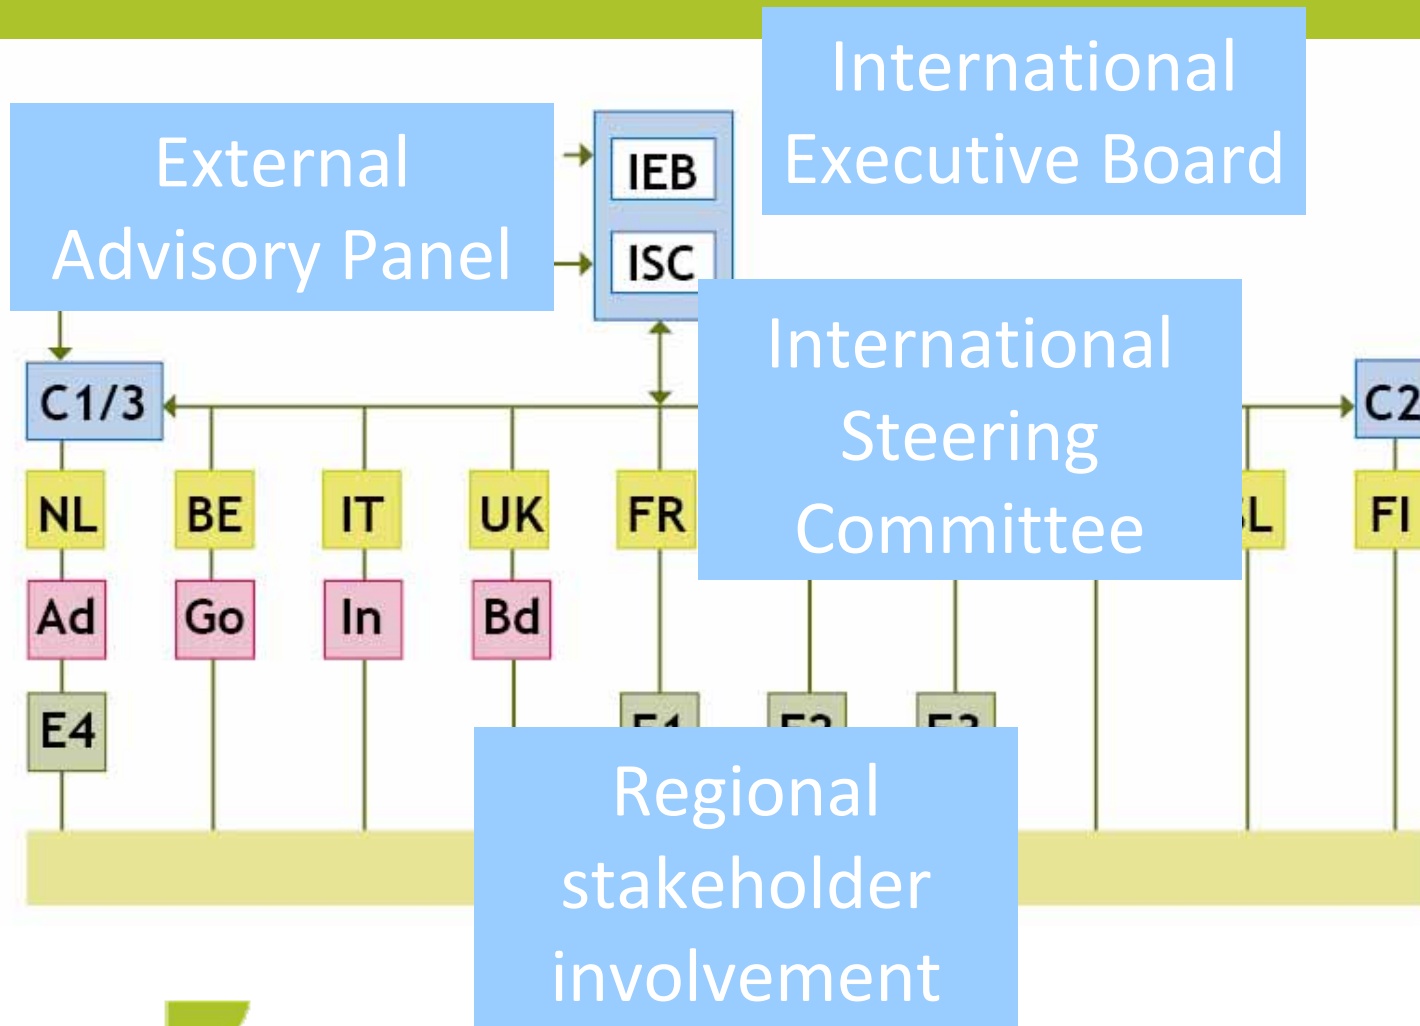 International
Executive Board
External
Advisory Panel
IEB
ISC
International
Steering
Committee
C1/3
C2
NL BE IT UK FR FI
Ad Go In Bd
E4
Regional
stakeholder
involvement